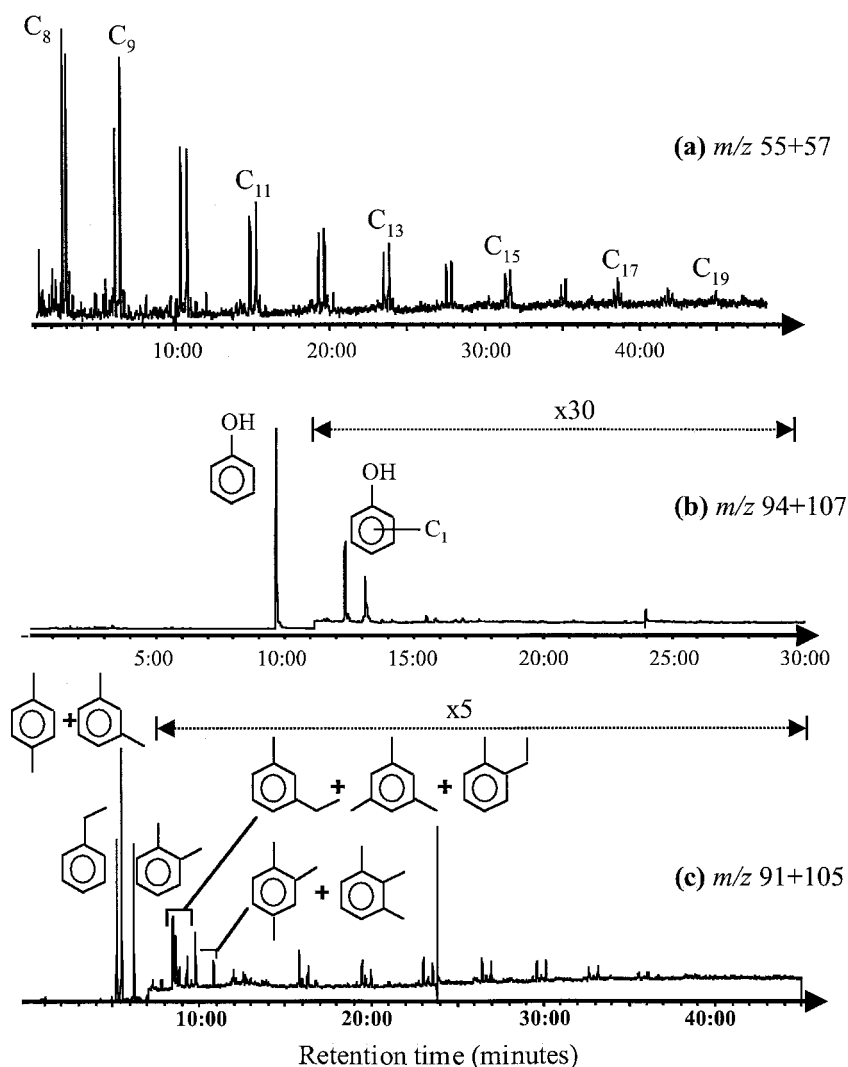 C8
C9
(a) m/z 55+57
C11
C13
C15
C17
C19
10:00 20:00 30:00 40:00
x30
OH
OH
C1
(b) m/z 94+107
5:00 10:00 15:00 20:00 25:00 30:00
x5
+
+ +
+
(c) m/z 91+105
10:00 20:00 30:00 40:00
Retention time (minutes)